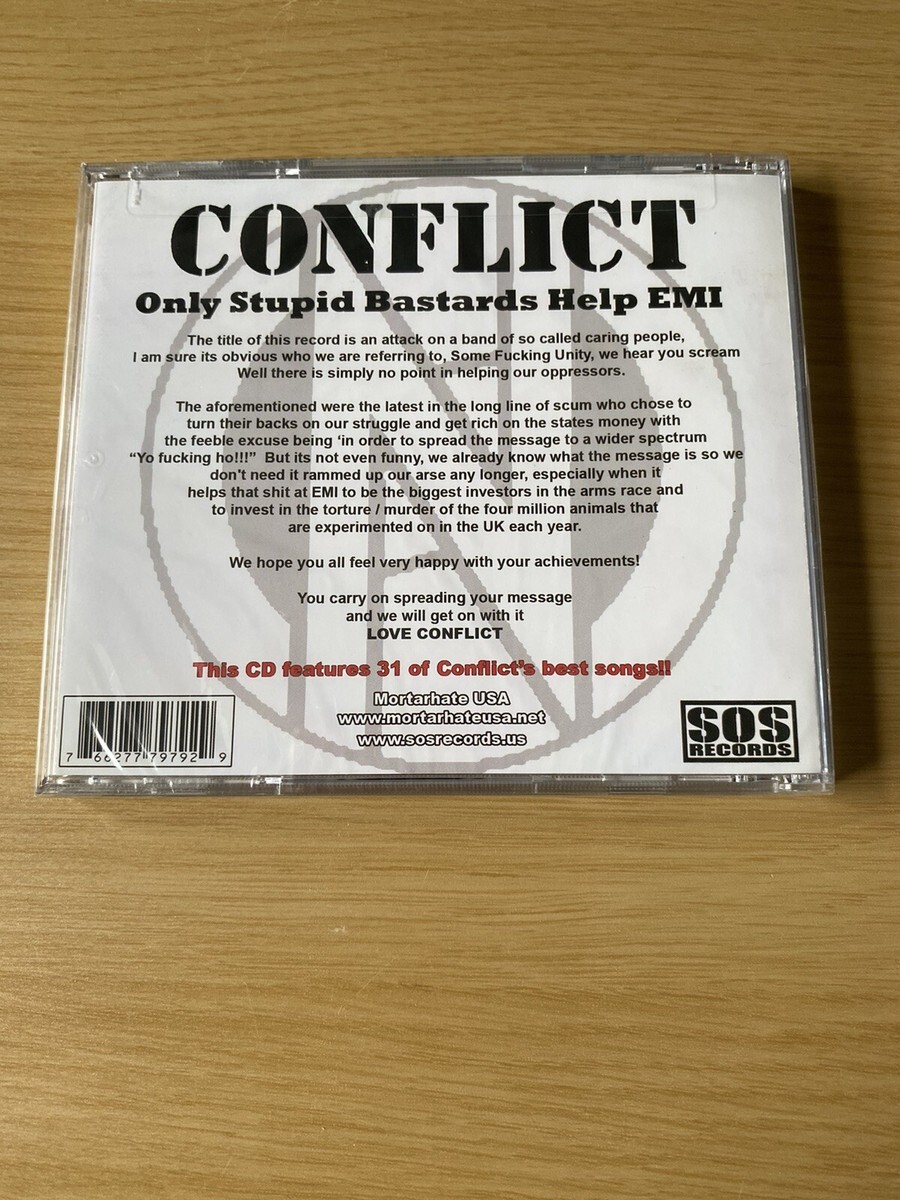 CONFLICT
Only Stupid Bastards Help EMI
The title of this record is an attack on a band of so called caring people,
I am sure its obvious who we are referring to, Some Fucking Unity, we hear you scream
Well there is simply no point in helping our oppressors.
The aforementioned were the latest in the long line of scum who chose to
turn their backs on our struggle and get rich on the states money with
the feeble excuse being ‘in order to spread the message to a wider spectrum
“Yo fucking ho!!!” But its not even funny, we already know what the message is so we
don't need it rammed up our arse any longer, especially when it
helps that shit at EMI to be the biggest investors in the arms race and
to invest in the torture / murder of the four million animals that
are experimented on in the UK each year.
We hope you all feel very happy with your achievements!
You carry on spreading your message
and we will get on with it
LOVE CONFLICT
This CD features 31 of Conflict's best songs!!
Mortarhate USA
www.mortarhateusa.net
www.sosrecords.us
7 66277 79792 9
SOS
RECORDS